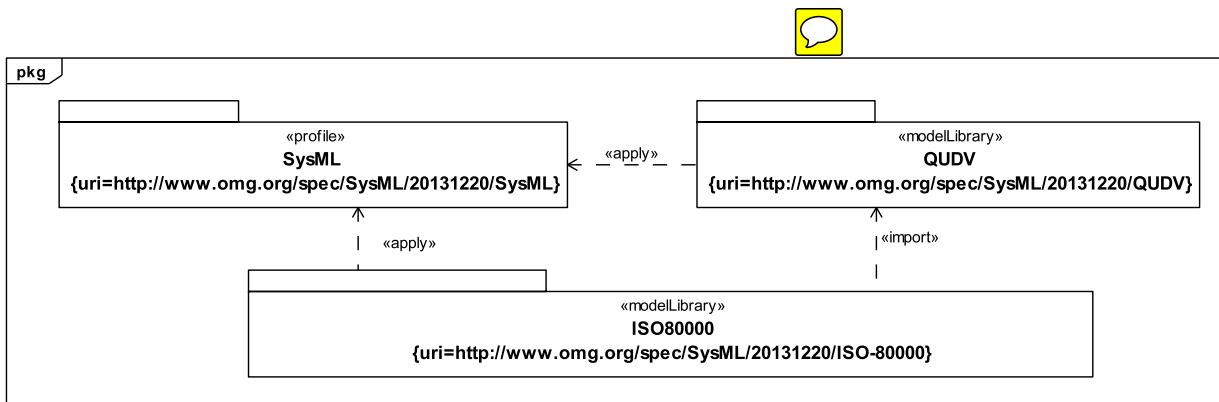 pkg
«profile»
SysML
{uri=http://www.omg.org/spec/SysML/20131220/SysML}
«apply»
«modelLibrary»
QUDV
{uri=http://www.omg.org/spec/SysML/20131220/QUDV}
«apply»
«import»
«modelLibrary»
ISO80000
{uri=http://www.omg.org/spec/SysML/20131220/ISO-80000}